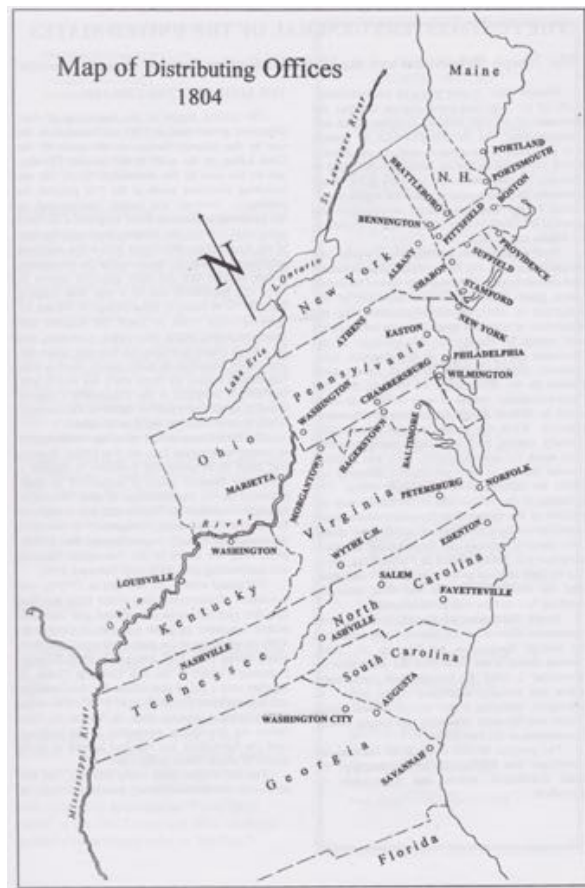 Map of Distributing Offices
1804
Maine
St. Lawrence River
PORTLAND
N. H.
PORTSMOUTH
BOSTON
BRATTLEBORO
PITTSFIELD
BENNINGTON
ALBANY
SUFFIELD
PROVIDENCE
SHARON
STAMFORD
N
L Ontario
New York
NEW YORK
ATHENS
EASTON
Lake Erie
Pennsylvania
PHILADELPHIA
CHAMBERSBURG
WILMINGTON
WASHINGTON
HAGERSTOWN
BALTIMORE
Ohio
MORGANTOWN
MARIETTA
Virginia
PETERSBURG
NORFOLK
River
WASHINGTON
WYTHE C.H.
EDENTON
LOUISVILLE
SALEM
Carolina
FAYETTEVILLE
Ohio
Kentucky
North
ASHVILLE
NASHVILLE
Tennessee
South Carolina
AUGUSTA
WASHINGTON CITY
Mississippi River
Georgia
SAVANNAH
Florida